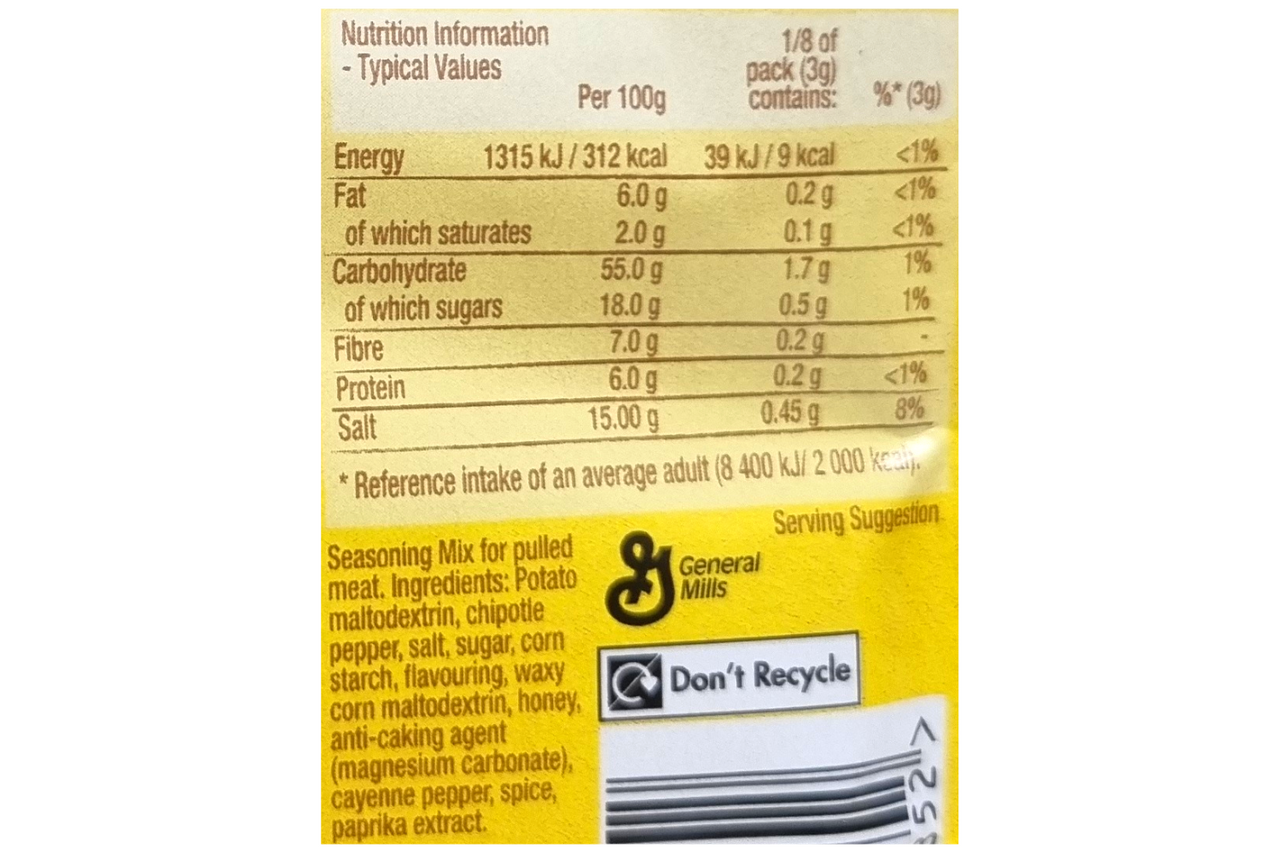 Nutrition Information
- Typical Values
Per 100g
1/8 of
pack (3g)
contains:
%* (3g)
Energy 1315 kJ / 312 kcal 39 kJ / 9 kcal <1%
Fat 6.0 g 0.2 g <1%
of which saturates 2.0 g 0.1 g <1%
Carbohydrate 55.0 g 1.7 g 1%
of which sugars 18.0 g 0.5 g 1%
Fibre 7.0 g 0.2 g -
Protein 6.0 g 0.2 g <1%
Salt 15.00 g 0.45 g 8%
* Reference intake of an average adult (8 400 kJ/ 2 000 kcal).
Serving Suggestion
Seasoning Mix for pulled
meat. Ingredients: Potato
maltodextrin, chipotle
pepper, salt, sugar, corn
starch, flavouring, waxy
corn maltodextrin, honey,
anti-caking agent
(magnesium carbonate),
cayenne pepper, spice,
paprika extract.
General
Mills
Don't Recycle
352 >